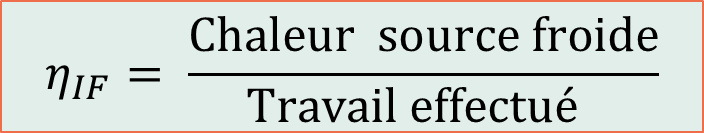 Chaleur source froide
η_IF =
Travail effectué